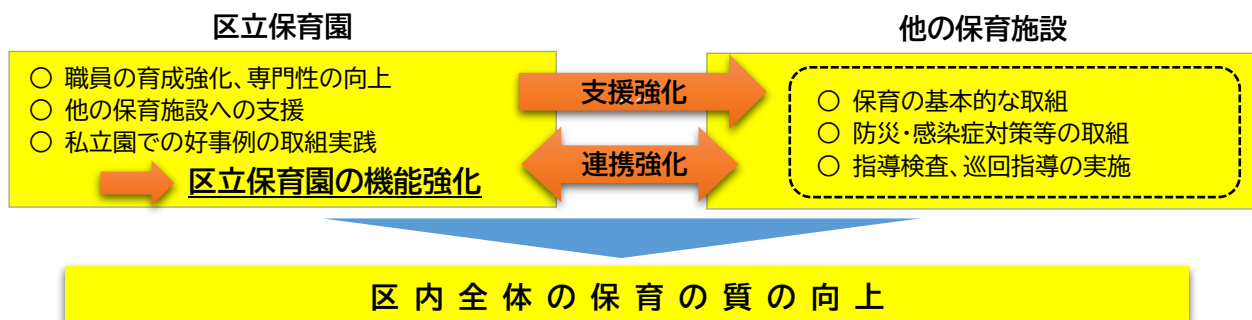 区立保育園
○ 職員の育成強化、専門性の向上
○ 他の保育施設への支援
○ 私立園での好事例の取組実践
区立保育園の機能強化
支援強化
連携強化
他の保育施設
○ 保育の基本的な取組
○ 防災・感染症対策等の取組
○ 指導検査、巡回指導の実施
区内全体の保育の質の向上